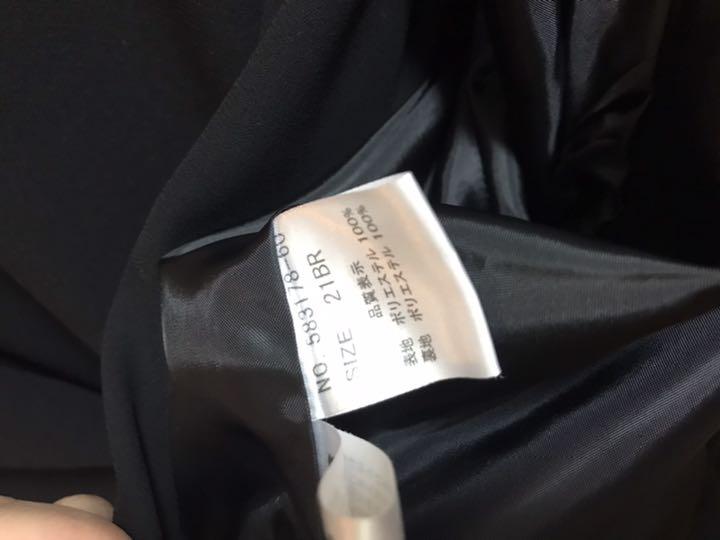 NO. 583178-60
SIZE 21BR
品質表示
表地 ポリエステル 100%
裏地 ポリエステル 100%